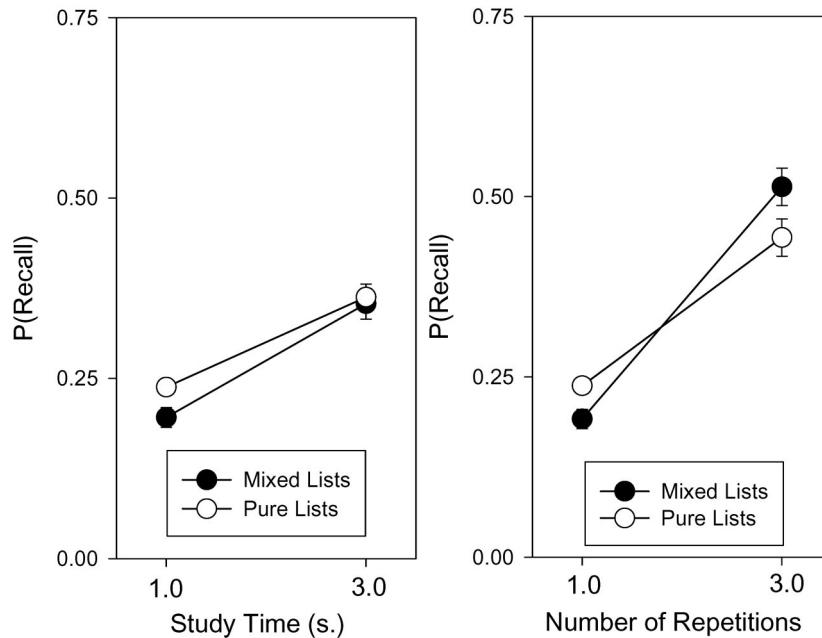 0.75
0.50
0.25
0.00
P(Recall)
Mixed Lists
Pure Lists
1.0
3.0
Study Time (s.)
0.75
0.50
0.25
0.00
P(Recall)
Mixed Lists
Pure Lists
1.0
3.0
Number of Repetitions